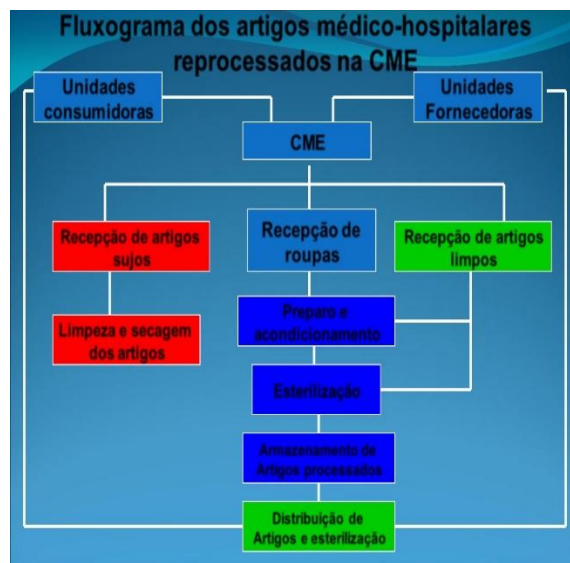 Fluxograma dos artigos médico-hospitalares
reprocessados na CME
Unidades
consumidoras
Unidades
Fornecedoras
CME
Recepção de artigos
sujos
Recepção de
roupas
Recepção de artigos
limpos
Preparo e
acondicionamento
Limpeza e secagem
dos artigos
Esterilização
Armazenamento de
Artigos processados
Distribuição de
Artigos e esterilização